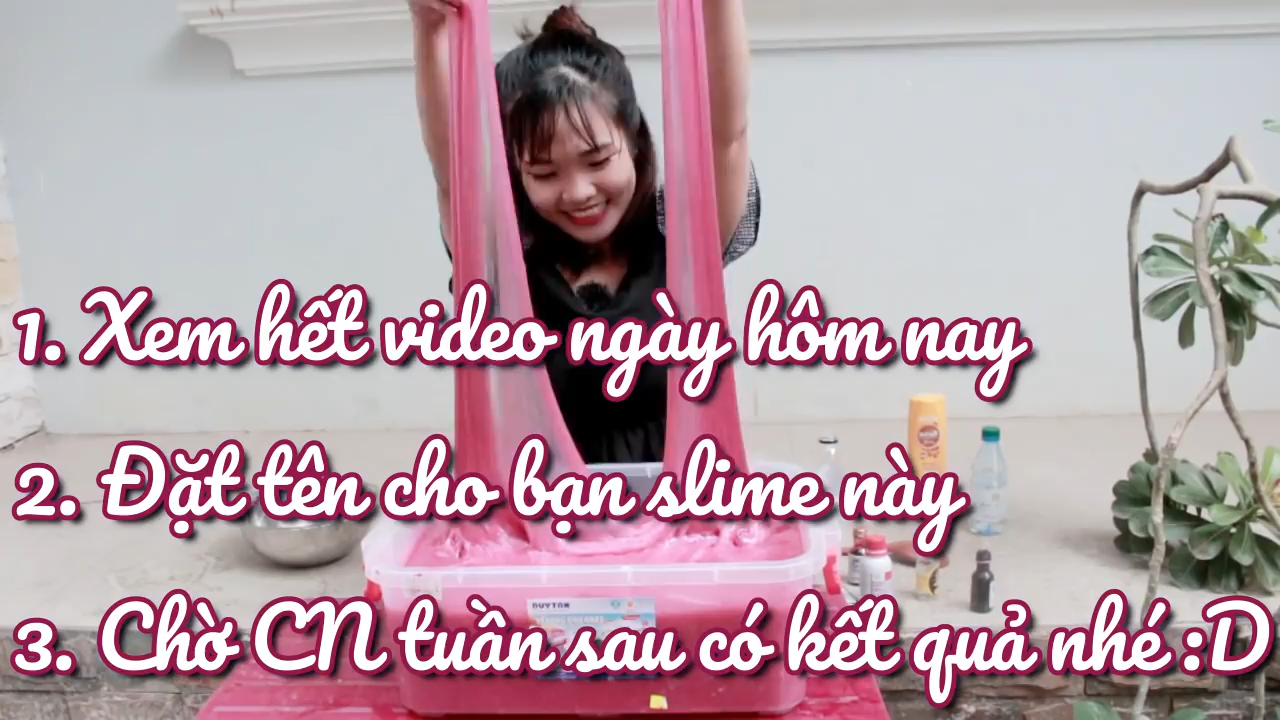 1. Xem hết video ngày hôm nay
2. Đặt tên cho bạn slime này
3. Chờ CN tuần sau có kết quả nhé :D
DUYTAN